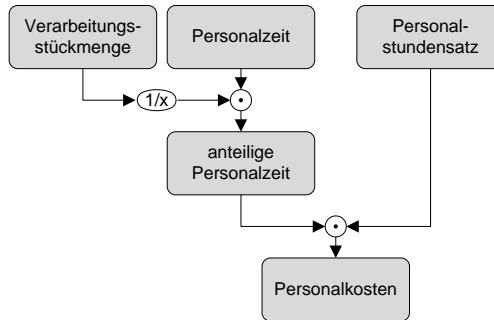 Verarbeitungs-
stückmenge
Personalzeit
Personal-
stundensatz
1/x
anteilige
Personalzeit
Personalkosten